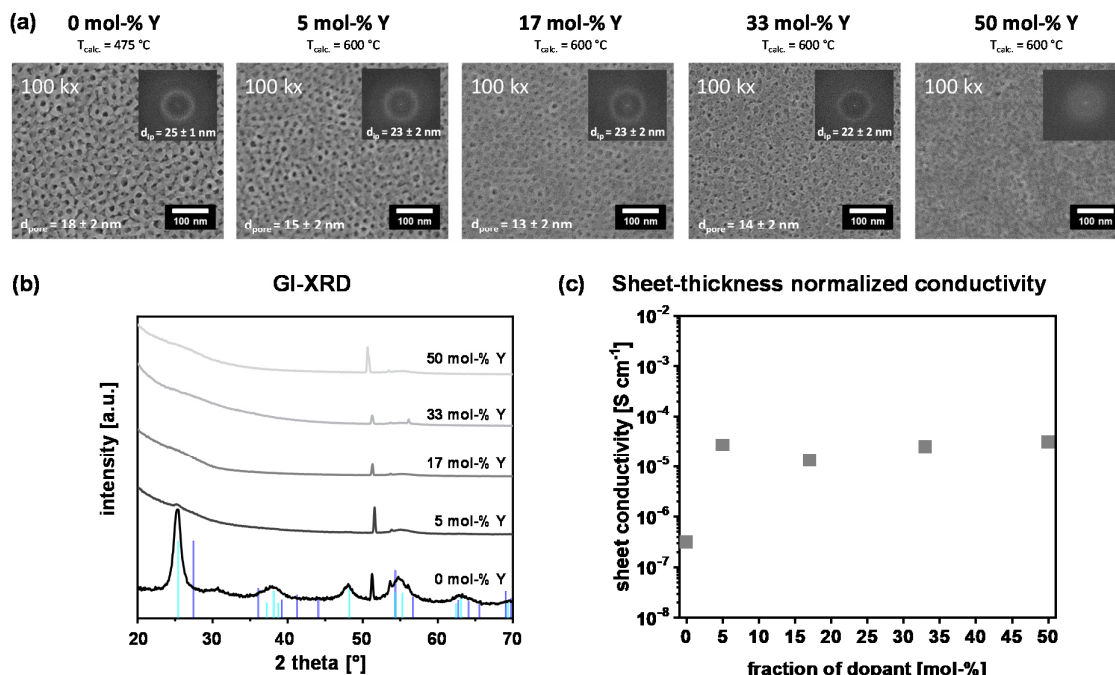 (a)
0 mol-% Y
T_calc. = 475 °C
5 mol-% Y
T_calc. = 600 °C
17 mol-% Y
T_calc. = 600 °C
33 mol-% Y
T_calc. = 600 °C
50 mol-% Y
T_calc. = 600 °C
100 kx
d_ip = 25 ± 1 nm
d_pore = 18 ± 2 nm
100 nm
100 kx
d_ip = 23 ± 2 nm
d_pore = 15 ± 2 nm
100 nm
100 kx
d_ip = 23 ± 2 nm
d_pore = 13 ± 2 nm
100 nm
100 kx
d_ip = 22 ± 2 nm
d_pore = 14 ± 2 nm
100 nm
100 kx
100 nm
(b)
GI-XRD
intensity [a.u.]
50 mol-% Y
33 mol-% Y
17 mol-% Y
5 mol-% Y
0 mol-% Y
20 30 40 50 60 70
2 theta [°]
(c) Sheet-thickness normalized conductivity
sheet conductivity [S cm⁻¹]
10⁻²
10⁻³
10⁻⁴
10⁻⁵
10⁻⁶
10⁻⁷
10⁻⁸
0 5 10 15 20 25 30 35 40 45 50
fraction of dopant [mol-%]